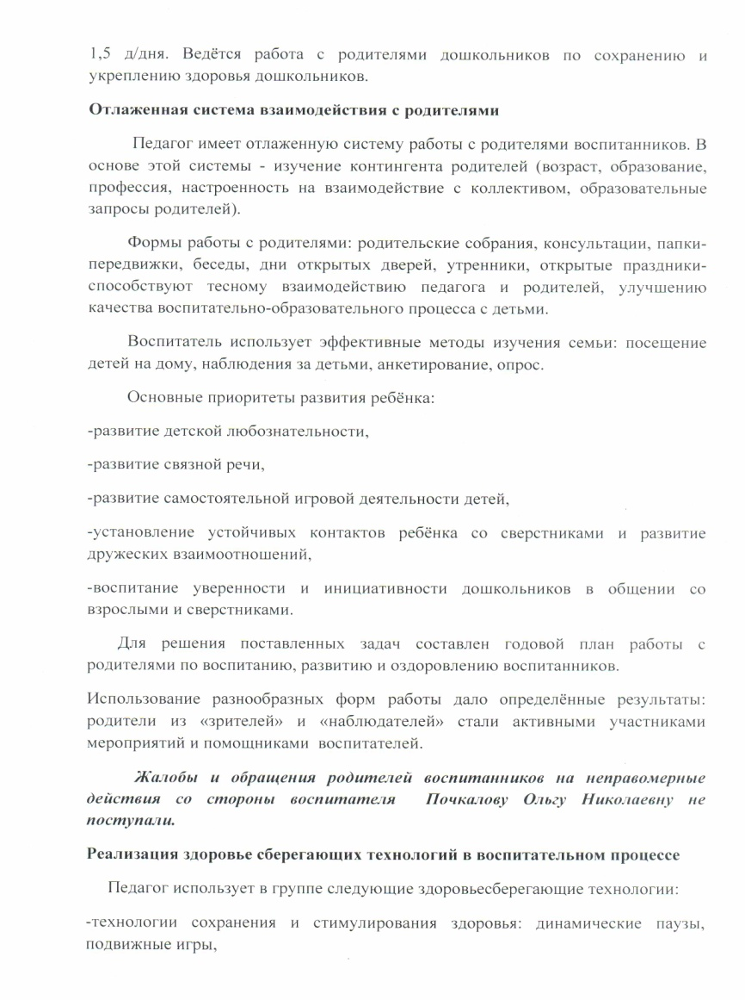 1,5 д/дня. Ведётся работа с родителями дошкольников по сохранению и
укреплению здоровья дошкольников.
Отлаженная система взаимодействия с родителями
Педагог имеет отлаженную систему работы с родителями воспитанников. В
основе этой системы - изучение контингента родителей (возраст, образование,
профессия, настроенность на взаимодействие с коллективом, образовательные
запросы родителей).
Формы работы с родителями: родительские собрания, консультации, папки-
передвижки, беседы, дни открытых дверей, утренники, открытые праздники-
способствуют тесному взаимодействию педагога и родителей, улучшению
качества воспитательно-образовательного процесса с детьми.
Воспитатель использует эффективные методы изучения семьи: посещение
детей на дому, наблюдения за детьми, анкетирование, опрос.
Основные приоритеты развития ребёнка:
-развитие детской любознательности,
-развитие связной речи,
-развитие самостоятельной игровой деятельности детей,
-установление устойчивых контактов ребёнка со сверстниками и развитие
дружеских взаимоотношений,
-воспитание уверенности и инициативности дошкольников в общении со
взрослыми и сверстниками.
Для решения поставленных задач составлен годовой план работы с
родителями по воспитанию, развитию и оздоровлению воспитанников.
Использование разнообразных форм работы дало определённые результаты:
родители из «зрителей» и «наблюдателей» стали активными участниками
мероприятий и помощниками воспитателей.
Жалобы и обращения родителей воспитанников на неправомерные
действия со стороны воспитателя Почкалову Ольгу Николаевну не
поступали.
Реализация здоровье сберегающих технологий в воспитательном процессе
Педагог использует в группе следующие здоровьесберегающие технологии:
-технологии сохранения и стимулирования здоровья: динамические паузы,
подвижные игры,